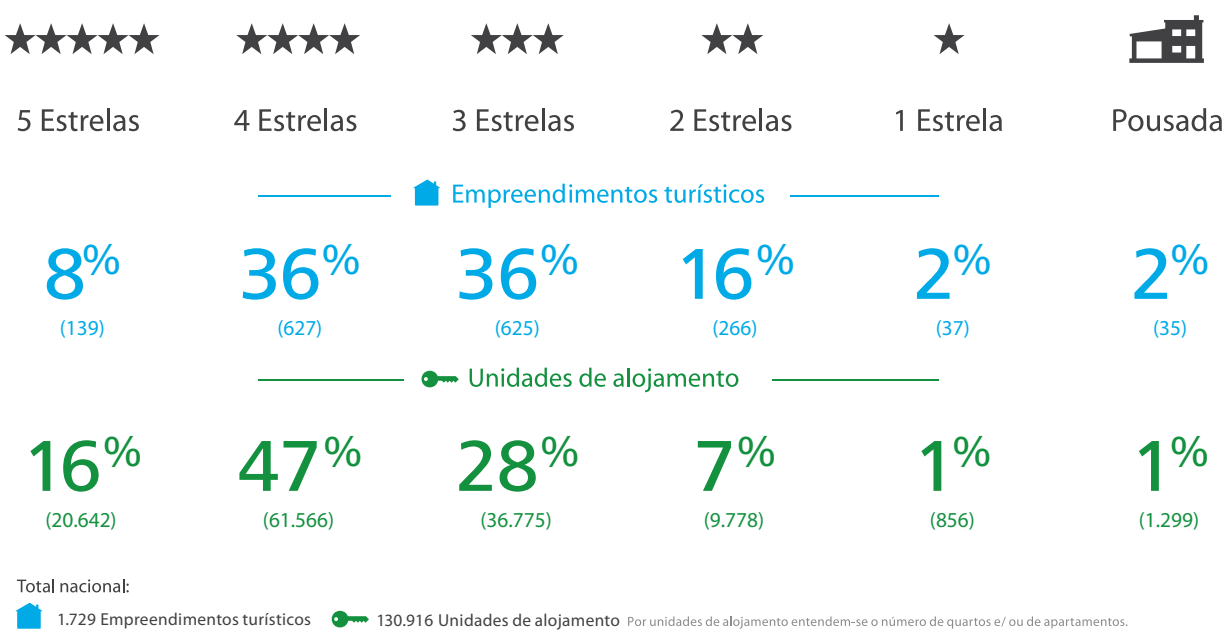 5 Estrelas 4 Estrelas 3 Estrelas 2 Estrelas 1 Estrela Pousada
Empreendimentos turísticos
8% 36% 36% 16% 2% 2%
(139) (627) (625) (266) (37) (35)
Unidades de alojamento
16% 47% 28% 7% 1% 1%
(20.642) (61.566) (36.775) (9.778) (856) (1.299)
Total nacional:
1.729 Empreendimentos turísticos 130.916 Unidades de alojamento Por unidades de alojamento entendem-se o número de quartos e/ ou de apartamentos.